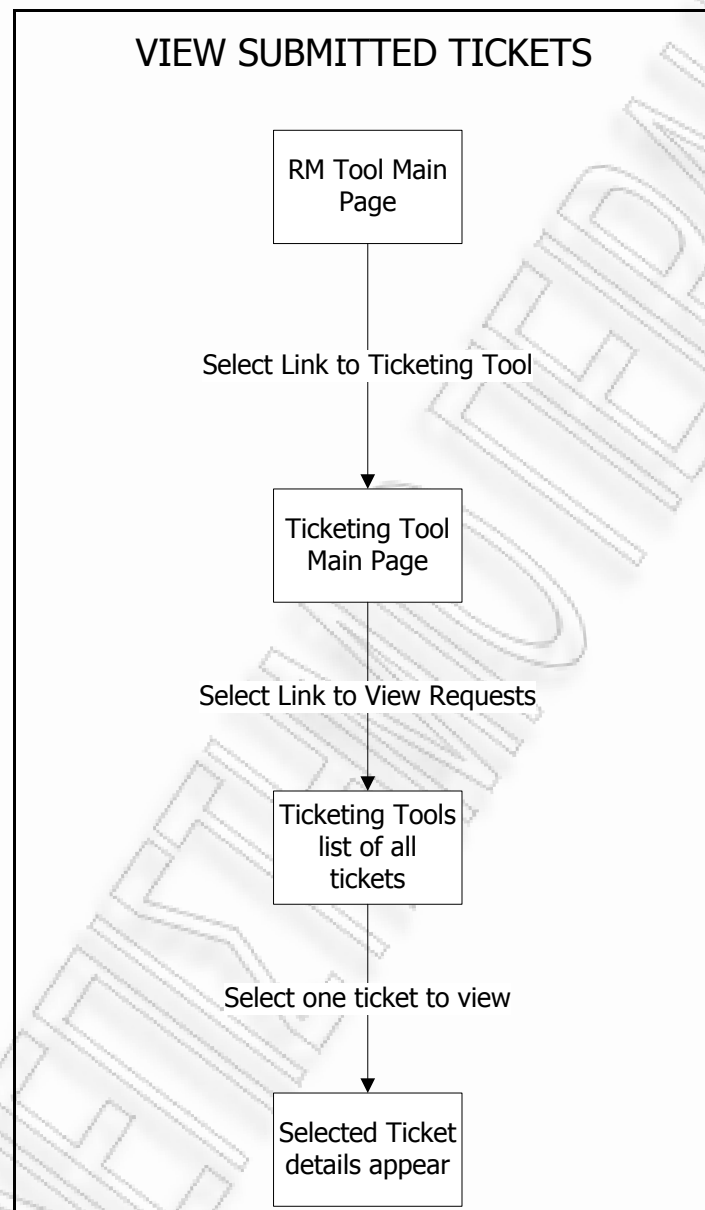 VIEW SUBMITTED TICKETS
RM Tool Main
Page
Select Link to Ticketing Tool
Ticketing Tool
Main Page
Select Link to View Requests
Ticketing Tools
list of all
tickets
Select one ticket to view
Selected Ticket
details appear